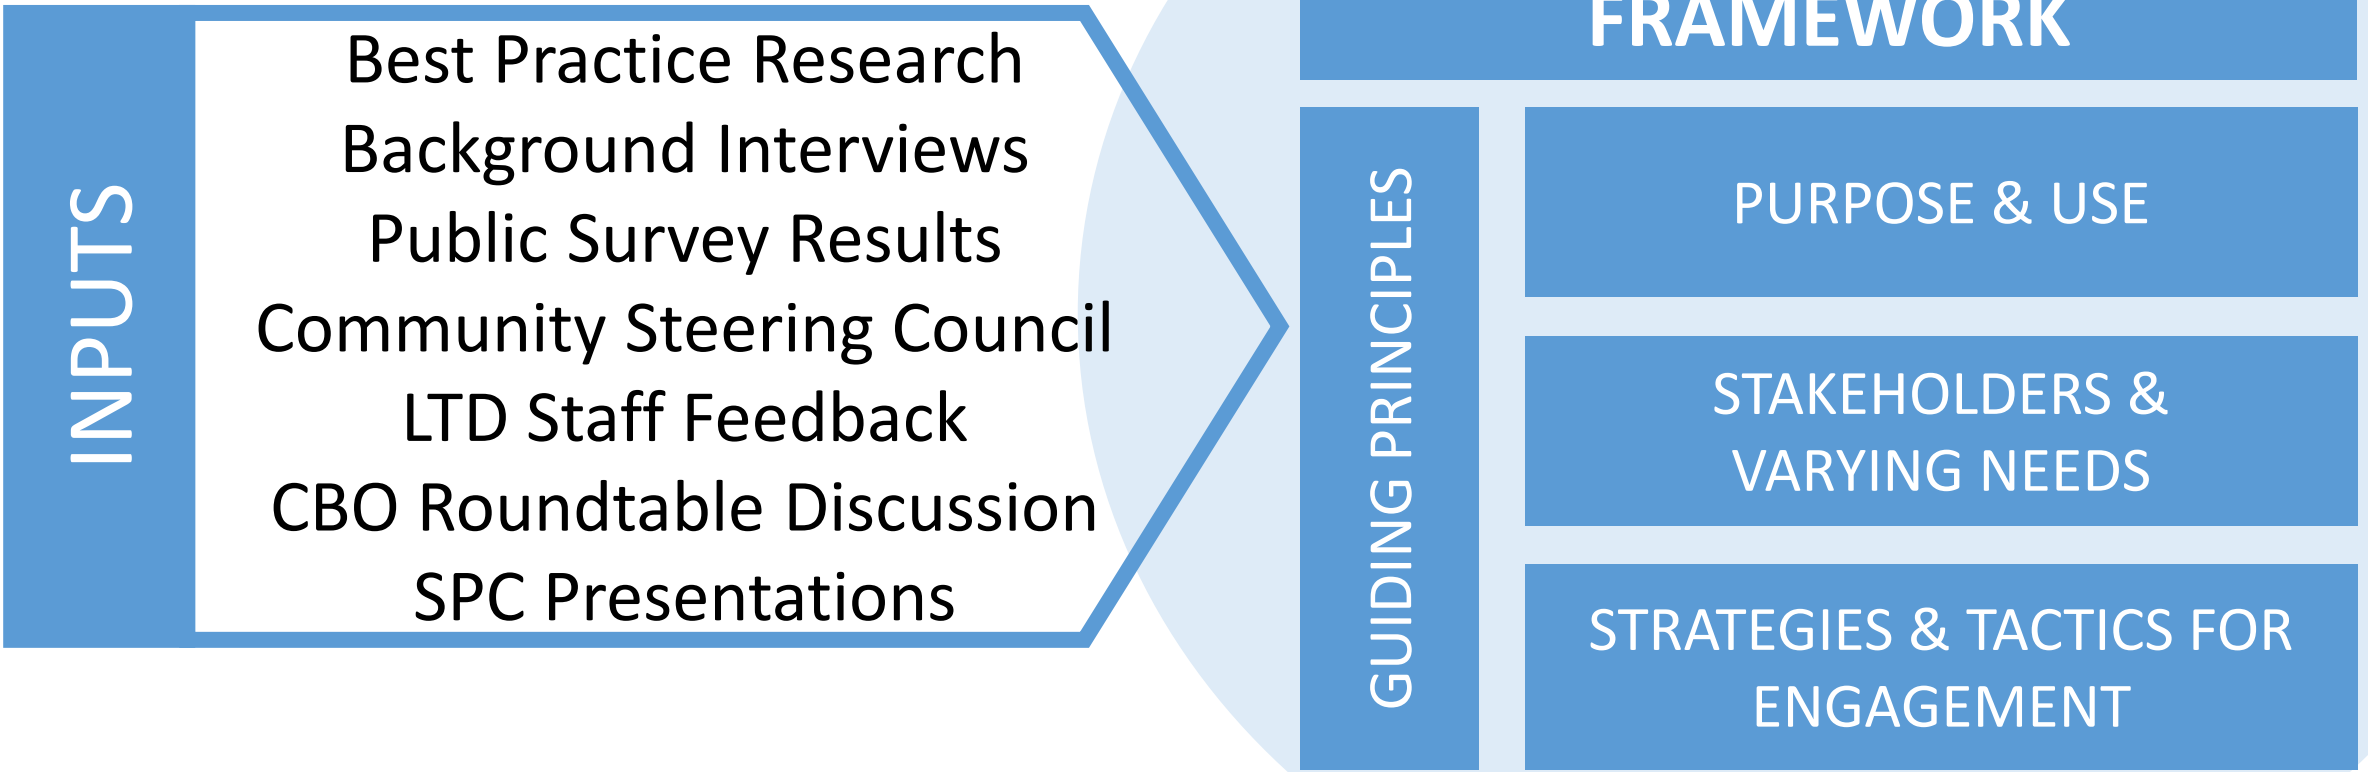 INPUTS
Best Practice Research
Background Interviews
Public Survey Results
Community Steering Council
LTD Staff Feedback
CBO Roundtable Discussion
SPC Presentations
FRAMEWORK
GUIDING PRINCIPLES
PURPOSE & USE
STAKEHOLDERS &
VARYING NEEDS
STRATEGIES & TACTICS FOR
ENGAGEMENT